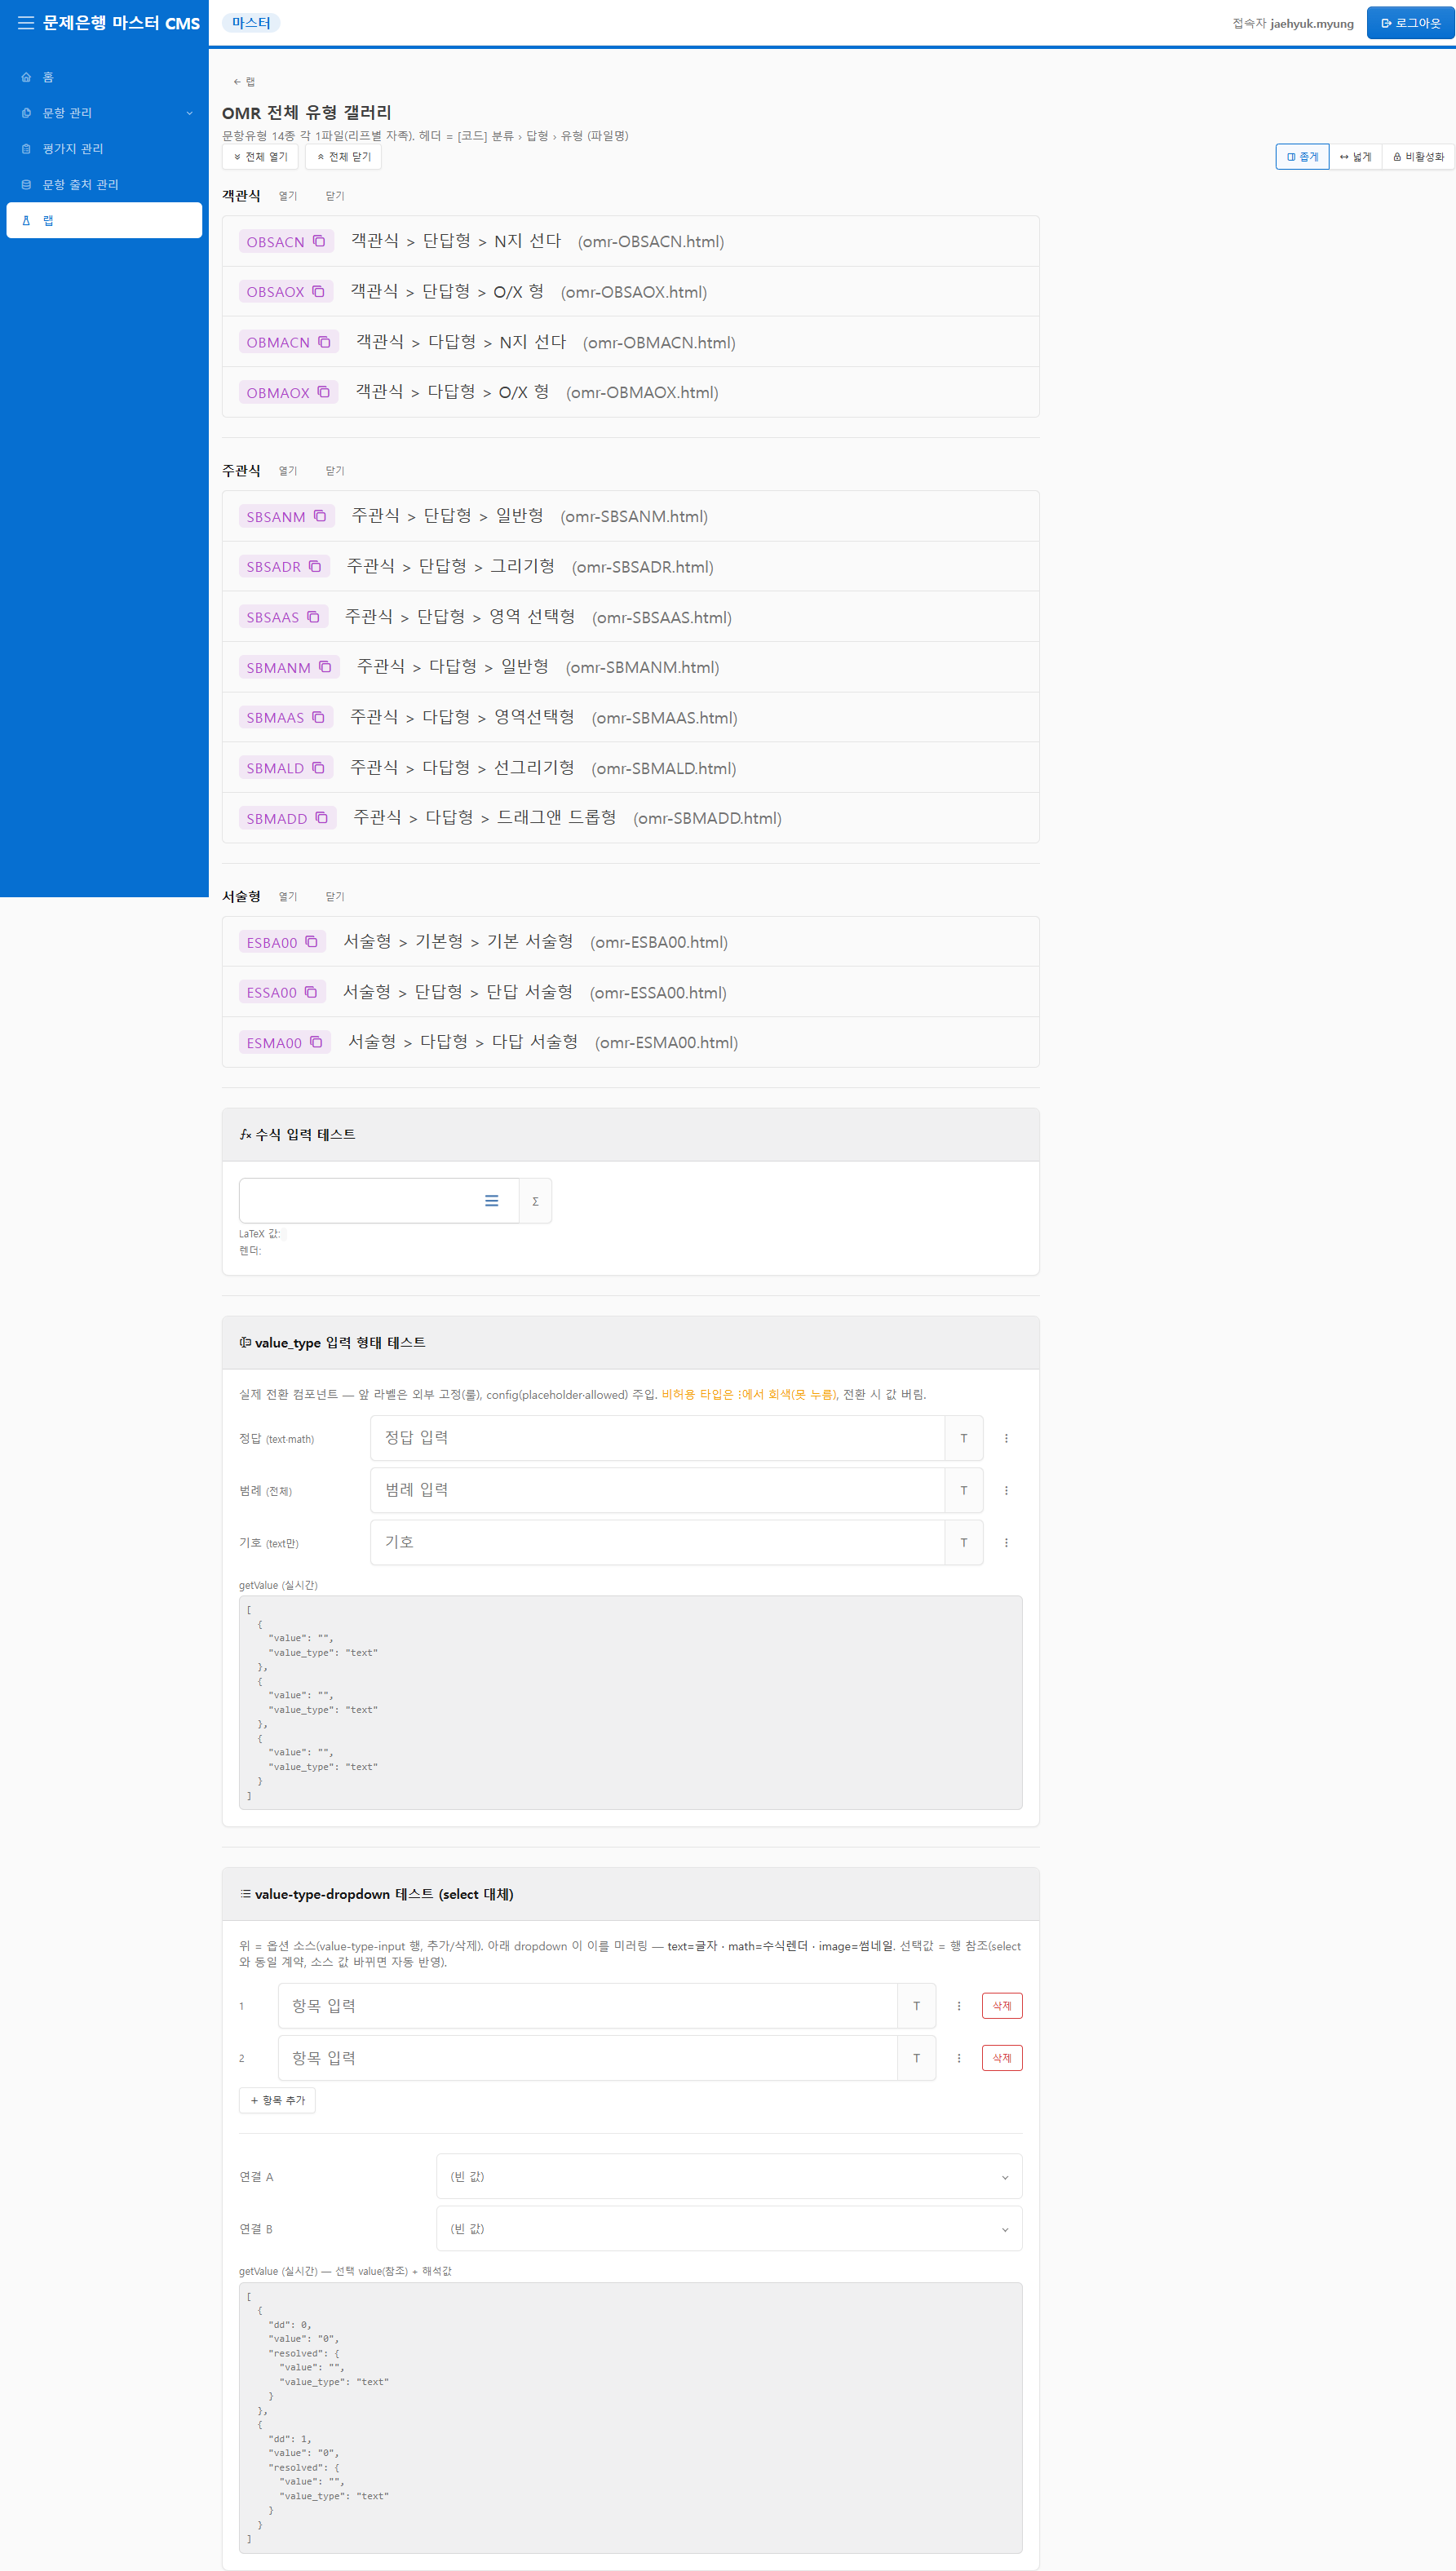 문제은행 마스터 CMS
마스터
접속자 jaehyuk.myung
로그아웃
홈
문항 관리
평가지 관리
문항 출처 관리
랩
← 랩
OMR 전체 유형 갤러리
문항유형 14종 각 1파일(리프별 자족). 헤더 = [코드] 분류 › 답형 › 유형 (파일명)
전체 열기
전체 닫기
좁게
넓게
비활성화
객관식 열기 닫기
OBSACN 객관식 > 단답형 > N지 선다 (omr-OBSACN.html)
OBSAOX 객관식 > 단답형 > O/X 형 (omr-OBSAOX.html)
OBMACN 객관식 > 다답형 > N지 선다 (omr-OBMACN.html)
OBMAOX 객관식 > 다답형 > O/X 형 (omr-OBMAOX.html)
주관식 열기 닫기
SBSANM 주관식 > 단답형 > 일반형 (omr-SBSANM.html)
SBSADR 주관식 > 단답형 > 그리기형 (omr-SBSADR.html)
SBSAAS 주관식 > 단답형 > 영역 선택형 (omr-SBSAAS.html)
SBMANM 주관식 > 다답형 > 일반형 (omr-SBMANM.html)
SBMAAS 주관식 > 다답형 > 영역선택형 (omr-SBMAAS.html)
SBMALD 주관식 > 다답형 > 선그리기형 (omr-SBMALD.html)
SBMADD 주관식 > 다답형 > 드래그앤 드롭형 (omr-SBMADD.html)
서술형 열기 닫기
ESBA00 서술형 > 기본형 > 기본 서술형 (omr-ESBA00.html)
ESSA00 서술형 > 단답형 > 단답 서술형 (omr-ESSA00.html)
ESMA00 서술형 > 다답형 > 다답 서술형 (omr-ESMA00.html)
수식 입력 테스트
Σ
LaTeX 값:
렌더:
value_type 입력 형태 테스트
실제 전환 컴포넌트 — 앞 라벨은 외부 고정(룰), config(placeholder·allowed) 주입. 비허용 타입은 ⋮에서 회색(못 누름), 전환 시 값 버림.
정답 (text·math) 정답 입력 T
범례 (전체) 범례 입력 T
기호 (text만) 기호 T
getValue (실시간)
[
{
"value": "",
"value_type": "text"
},
{
"value": "",
"value_type": "text"
},
{
"value": "",
"value_type": "text"
}
]
value-type-dropdown 테스트 (select 대체)
위 = 옵션 소스(value-type-input 행, 추가/삭제). 아래 dropdown 이 이를 미러링 — text=글자 · math=수식렌더 · image=썸네일. 선택값 = 행 참조(select
와 동일 계약, 소스 값 바뀌면 자동 반영).
1 항목 입력 T 삭제
2 항목 입력 T 삭제
+ 항목 추가
연결 A (빈 값)
연결 B (빈 값)
getValue (실시간) — 선택 value(참조) + 해석값
[
{
"dd": 0,
"value": "0",
"resolved": {
"value": "",
"value_type": "text"
}
},
{
"dd": 1,
"value": "0",
"resolved": {
"value": "",
"value_type": "text"
}
}
]